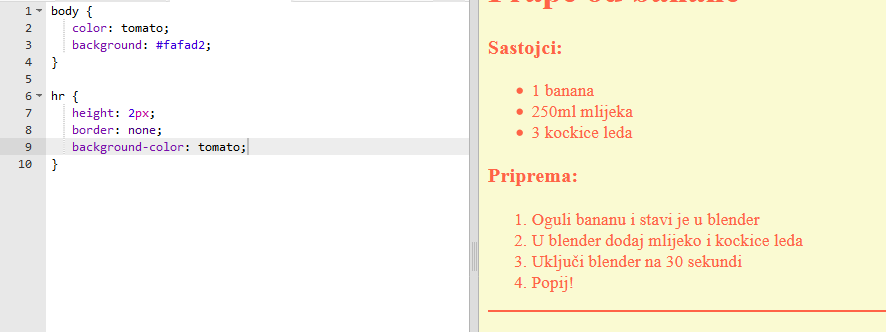 1 body {
2 color: tomato;
3 background: #fafad2;
4 }
5
6 hr {
7 height: 2px;
8 border: none;
9 background-color: tomato;
10 }
Sastojci:
• 1 banana
• 250ml mlijeka
• 3 kockice leda
Priprema:
1. Oguli bananu i stavi je u blender
2. U blender dodaj mlijeko i kockice leda
3. Uključi blender na 30 sekundi
4. Popij!